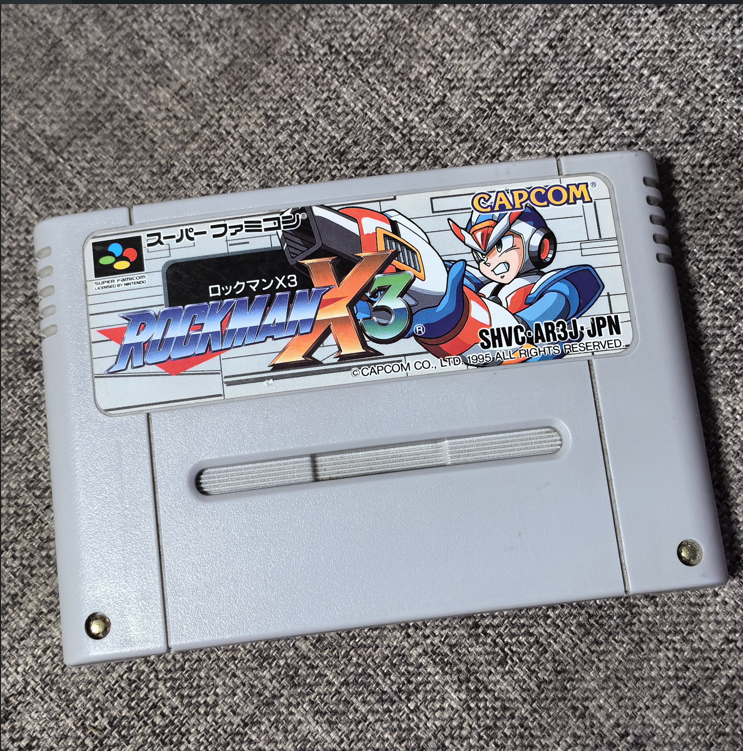 CAPCOM®
スーパーファミコン®
SUPER FAMICOM
LICENSED BY NINTENDO
ロックマンX3
ROCKMAN X3®
SHVC-AR3J-JPN
©CAPCOM CO., LTD. 1995 ALL RIGHTS RESERVED.